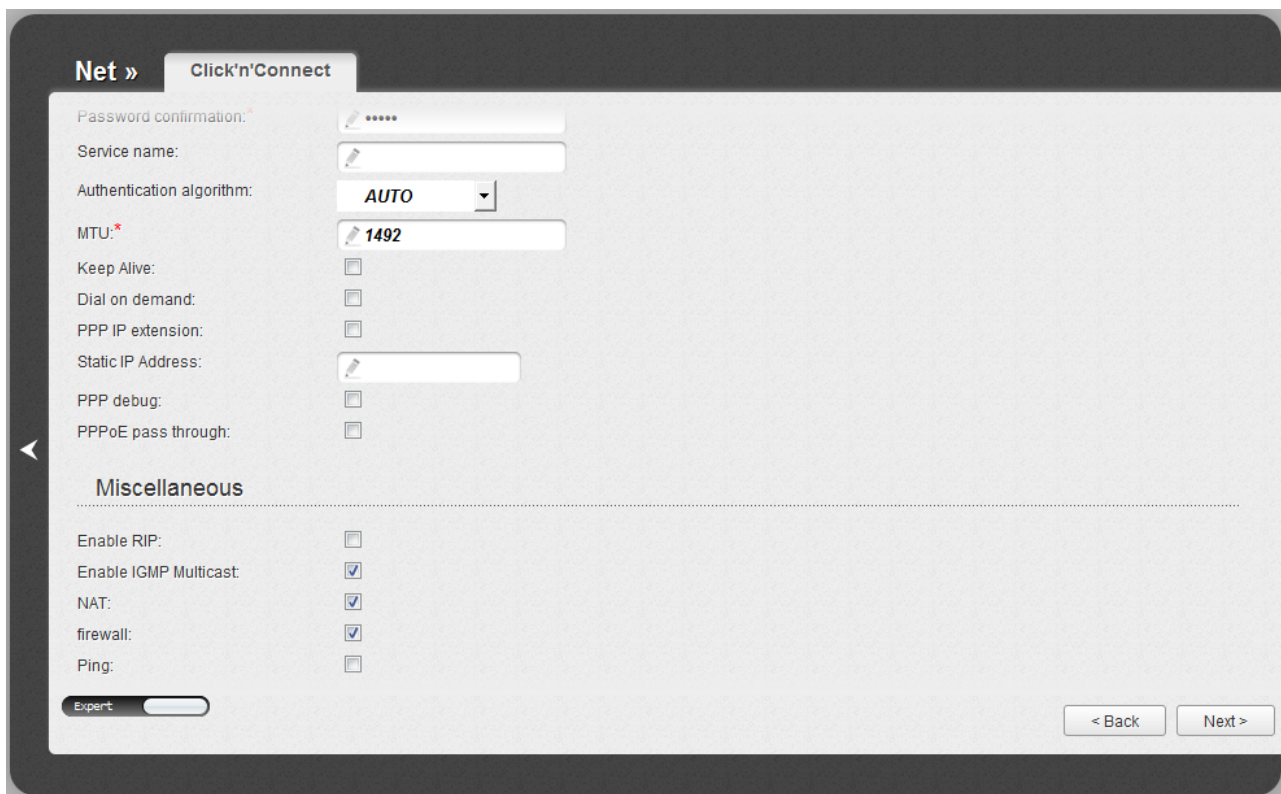 Net » Click'n'Connect
Password confirmation:* •••••
Service name:
Authentication algorithm: AUTO
MTU:* 1492
Keep Alive:
Dial on demand:
PPP IP extension:
Static IP Address:
PPP debug:
PPPoE pass through:
Miscellaneous
Enable RIP:
Enable IGMP Multicast:
NAT:
firewall:
Ping:
Expert
< Back Next >